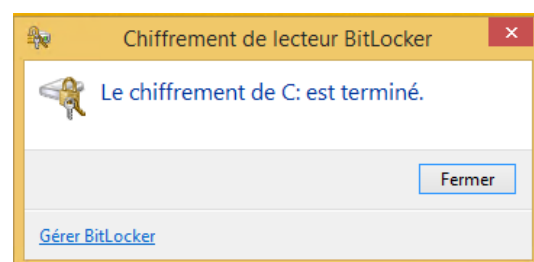 Chiffrement de lecteur BitLocker
Le chiffrement de C: est terminé.
Fermer
Gérer BitLocker